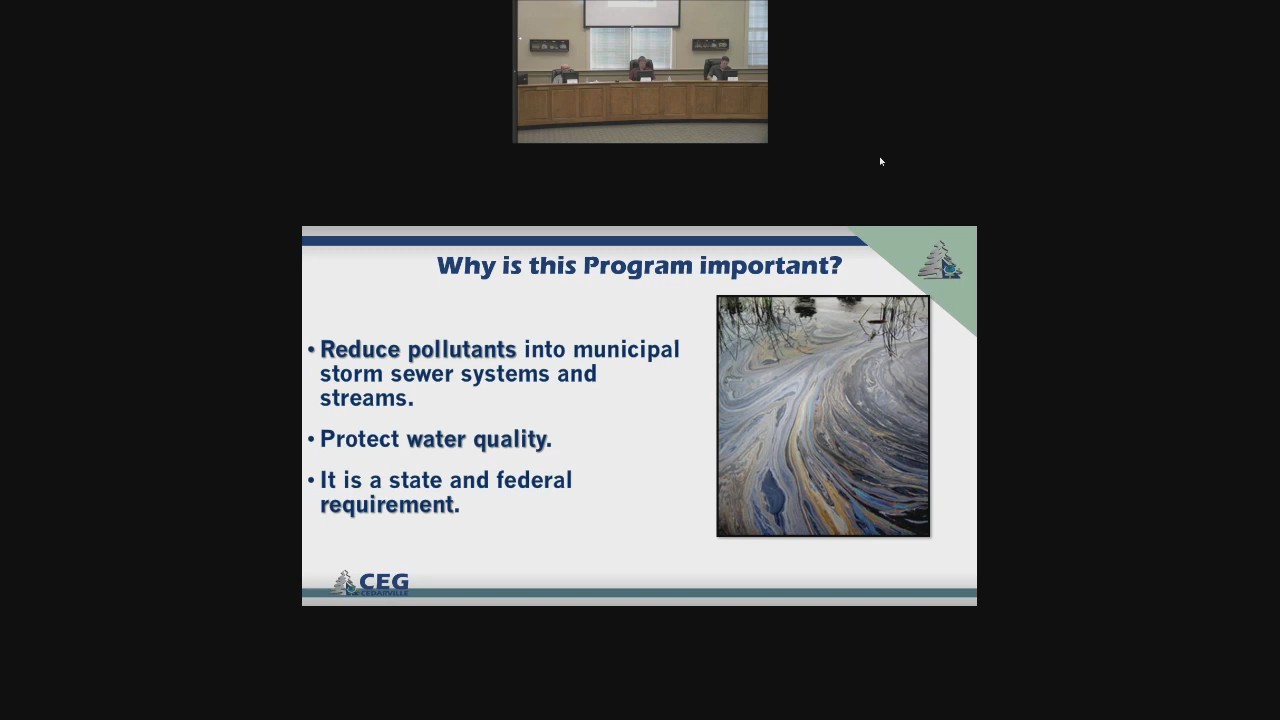 Why is this Program important?
• Reduce pollutants into municipal
storm sewer systems and
streams.
• Protect water quality.
• It is a state and federal
requirement.
CEG
CEDARVILLE